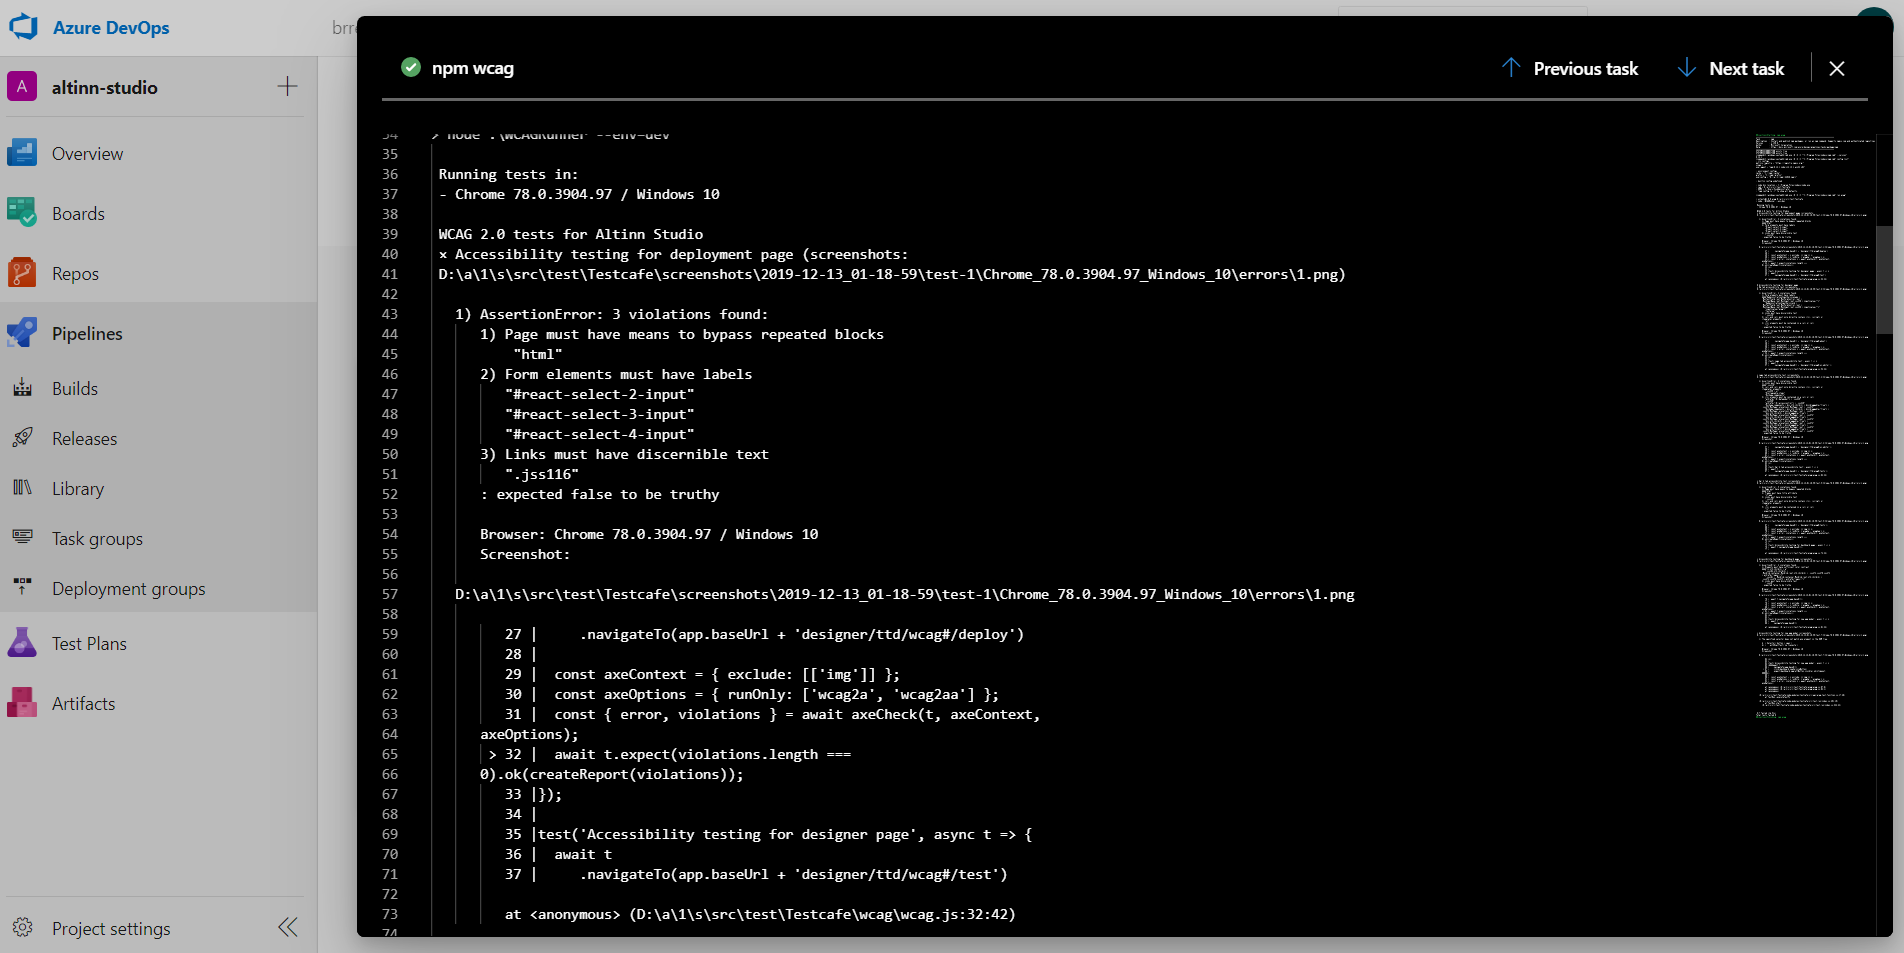 Azure DevOps
brre
A
altinn-studio
Overview
Boards
Repos
Pipelines
Builds
Releases
Library
Task groups
Deployment groups
Test Plans
Artifacts
Project settings
npm wcag
Previous task
Next task
34 > node .\WCAGRunner --env=dev
35
36 Running tests in:
37 - Chrome 78.0.3904.97 / Windows 10
38
39 WCAG 2.0 tests for Altinn Studio
40 × Accessibility testing for deployment page (screenshots:
41 D:\a\1\s\src\test\Testcafe\screenshots\2019-12-13_01-18-59\test-1\Chrome_78.0.3904.97_Windows_10\errors\1.png)
42
43 1) AssertionError: 3 violations found:
44 1) Page must have means to bypass repeated blocks
45 "html"
46 2) Form elements must have labels
47 "#react-select-2-input"
48 "#react-select-3-input"
49 "#react-select-4-input"
50 3) Links must have discernible text
51 ".jss116"
52 : expected false to be truthy
53
54 Browser: Chrome 78.0.3904.97 / Windows 10
55 Screenshot:
56
57 D:\a\1\s\src\test\Testcafe\screenshots\2019-12-13_01-18-59\test-1\Chrome_78.0.3904.97_Windows_10\errors\1.png
58
59 27 | .navigateTo(app.baseUrl + 'designer/ttd/wcag#/deploy')
60 28 |
61 29 | const axeContext = { exclude: [['img']] };
62 30 | const axeOptions = { runOnly: ['wcag2a', 'wcag2aa'] };
63 31 | const { error, violations } = await axeCheck(t, axeContext,
64 axeOptions);
65 > 32 | await t.expect(violations.length ===
66 0).ok(createReport(violations));
67 33 |});
68 34 |
69 35 |test('Accessibility testing for designer page', async t => {
70 36 | await t
71 37 | .navigateTo(app.baseUrl + 'designer/ttd/wcag#/test')
72
73 at <anonymous> (D:\a\1\s\src\test\Testcafe\wcag\wcag.js:32:42)
74